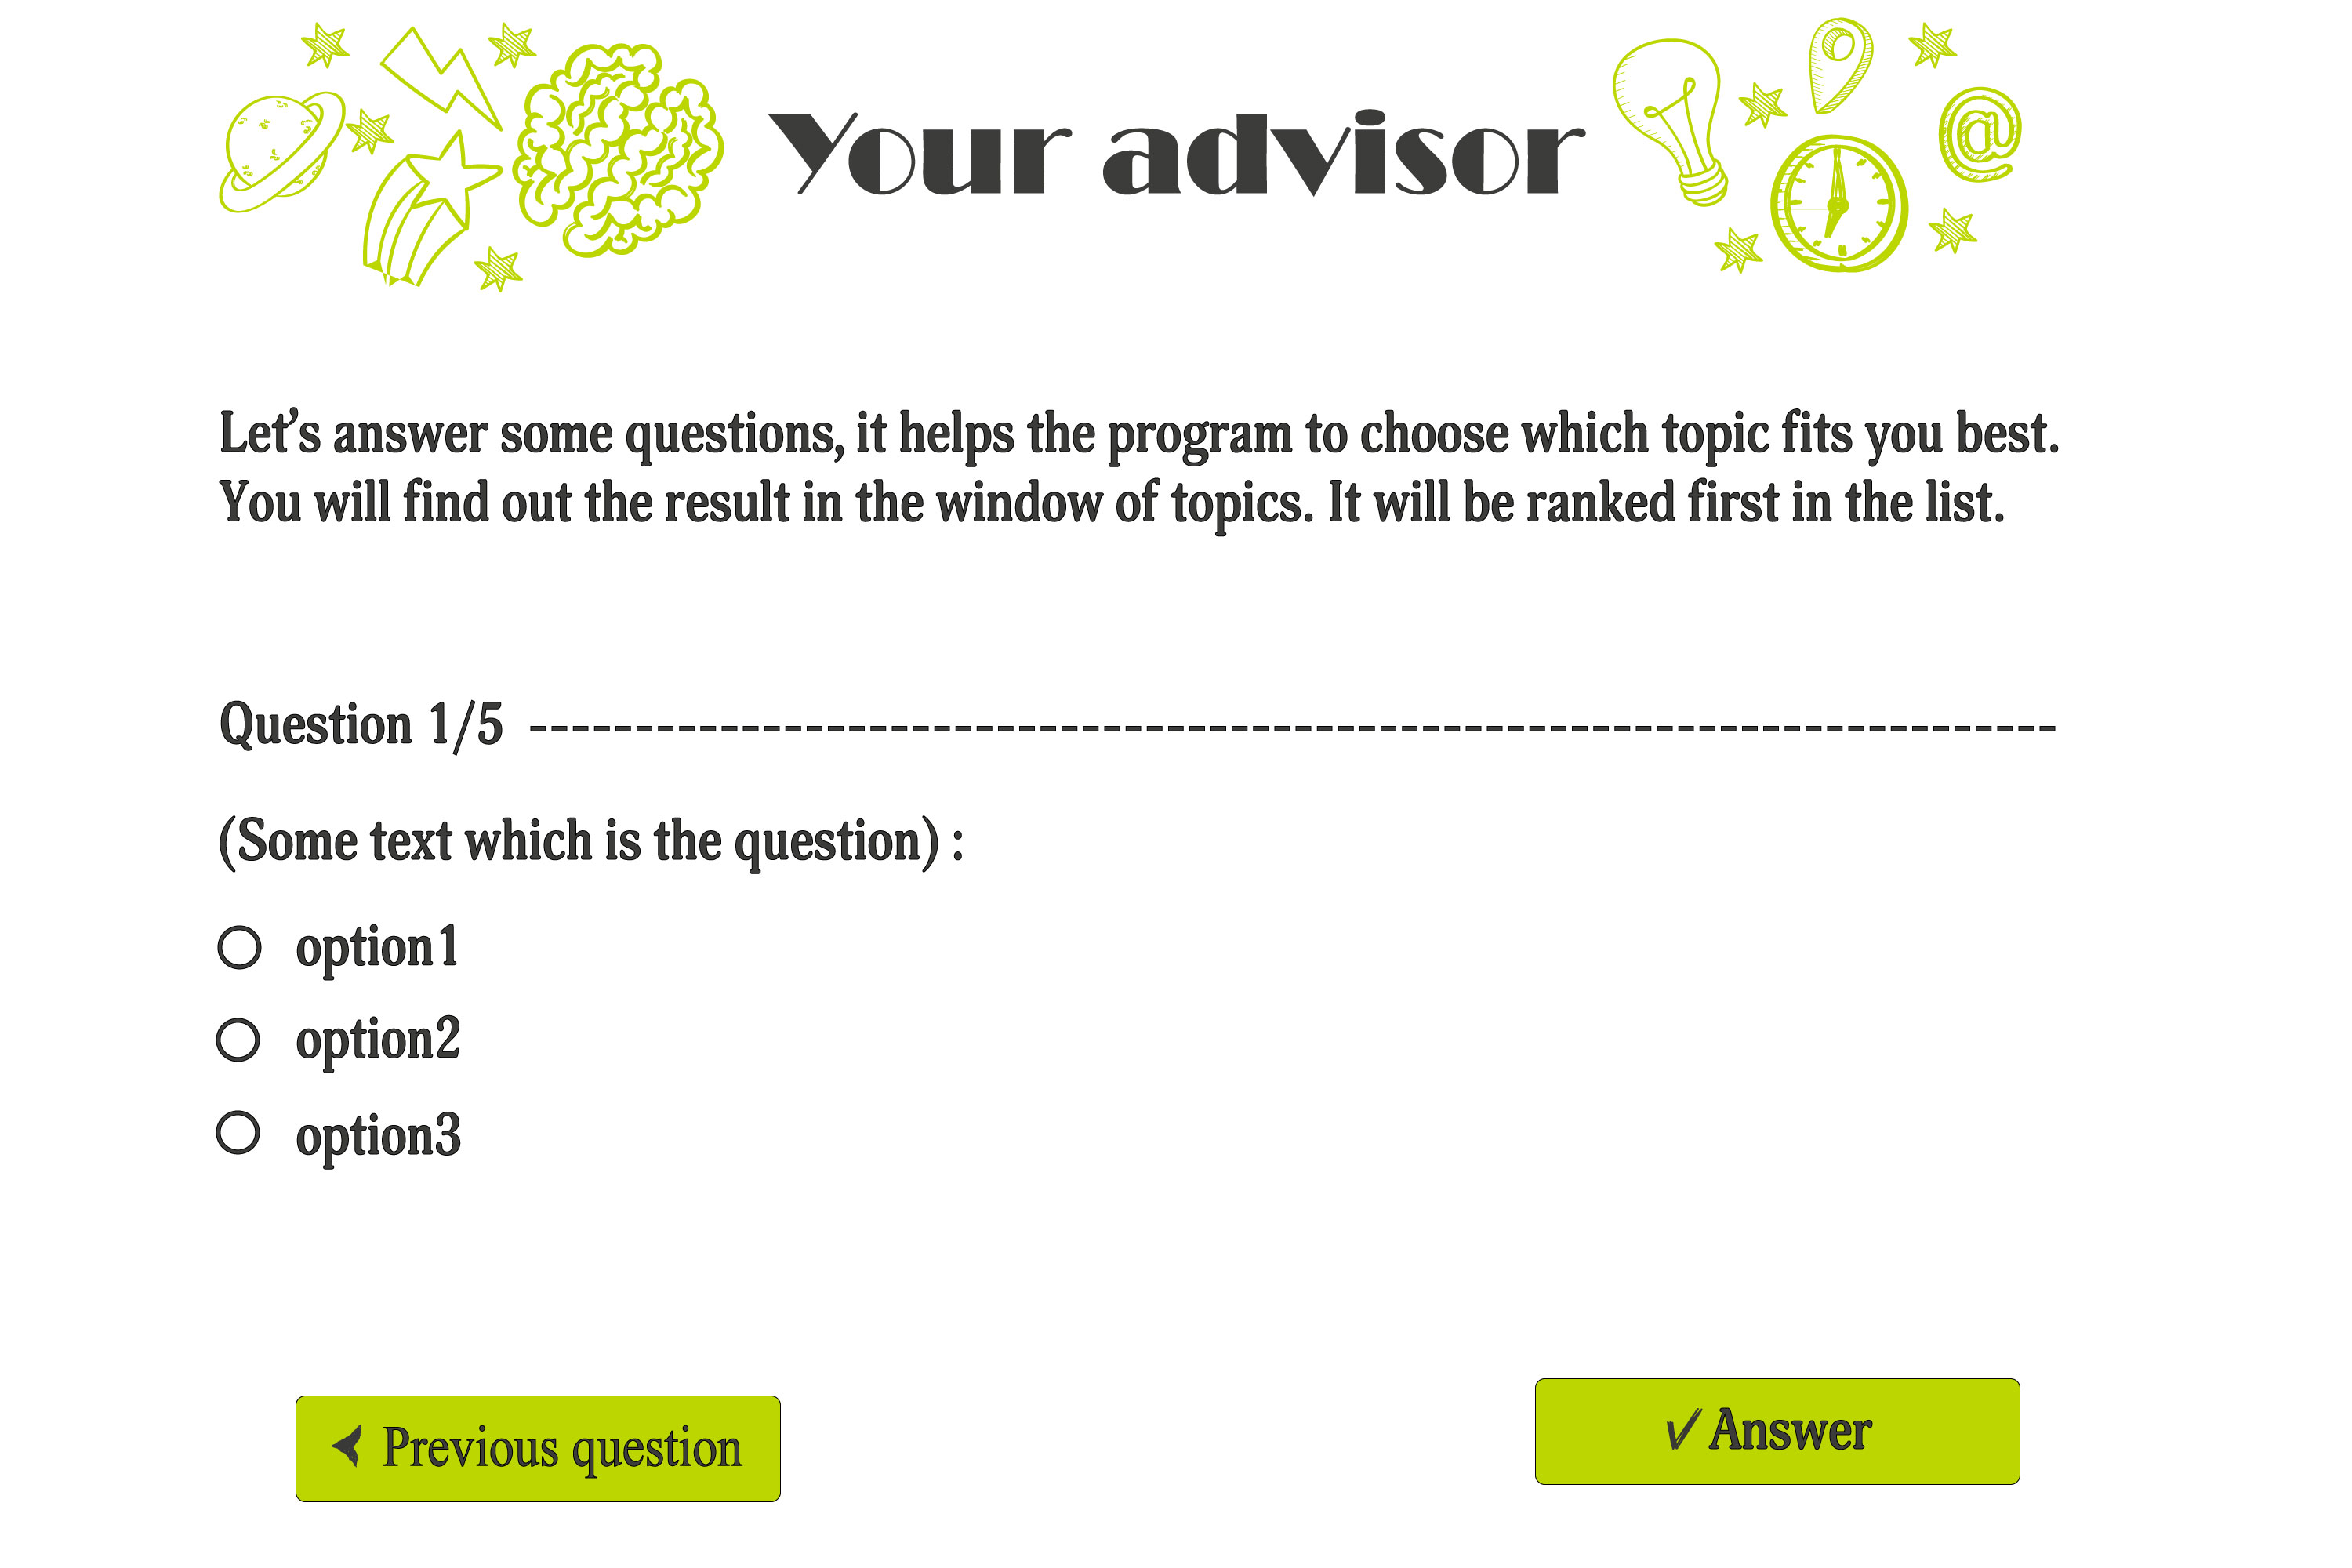 Your advisor
@
Let’s answer some questions, it helps the program to choose which topic fits you best.
You will find out the result in the window of topics. It will be ranked first in the list.
Question 1/5 ------------------------------------------------------------------------
(Some text which is the question) :
option1
option2
option3
Previous question
✓ Answer